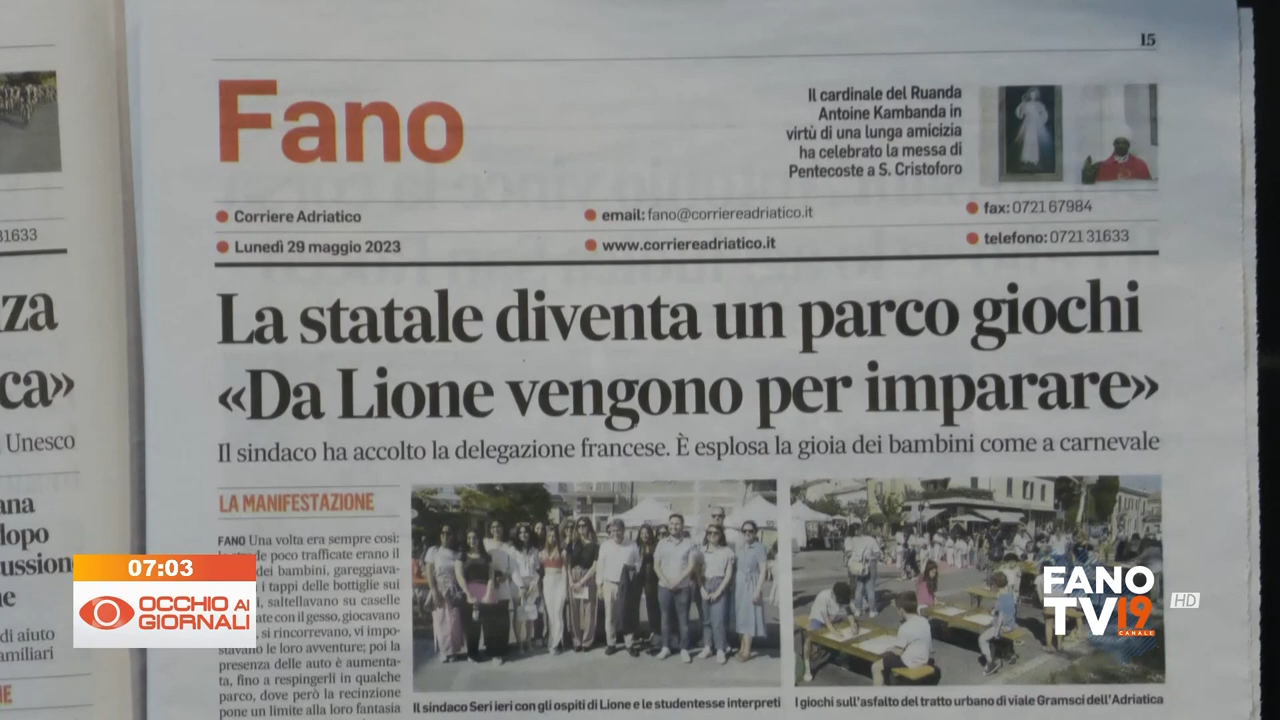 15
Fano
Il cardinale del Ruanda
Antoine Kambanda in
virtù di una lunga amicizia
ha celebrato la messa di
Pentecoste a S. Cristoforo
Corriere Adriatico
email: fano@corriereadriatico.it
fax: 0721 67984
Lunedì 29 maggio 2023
www.corriereadriatico.it
telefono: 0721 31633
31633
La statale diventa un parco giochi
«Da Lione vengono per imparare»
Il sindaco ha accolto la delegazione francese. È esplosa la gioia dei bambini come a carnevale
LA MANIFESTAZIONE
FANO Una volta era sempre così:
poco trafficate erano il
dei bambini, gareggiava-
i tappi delle bottiglie sui
i, saltellavano su caselle
ate con il gesso, giocavano
, si rincorrevano, vi impo-
stavano le loro avventure; poi la
presenza delle auto è aumenta-
ta, fino a respingerli in qualche
parco, dove però la recinzione
pone un limite alla loro fantasia
Il sindaco Seri ieri con gli ospiti di Lione e le studentesse interpreti
I giochi sull'asfalto del tratto urbano di viale Gramsci dell'Adriatica
za
ca»
Unesco
ana
lopo
ussion
e
di aiuto
amiliari
07:03
OCCHIO AI
GIORNALI
FANO
TV19
CANALE
HD